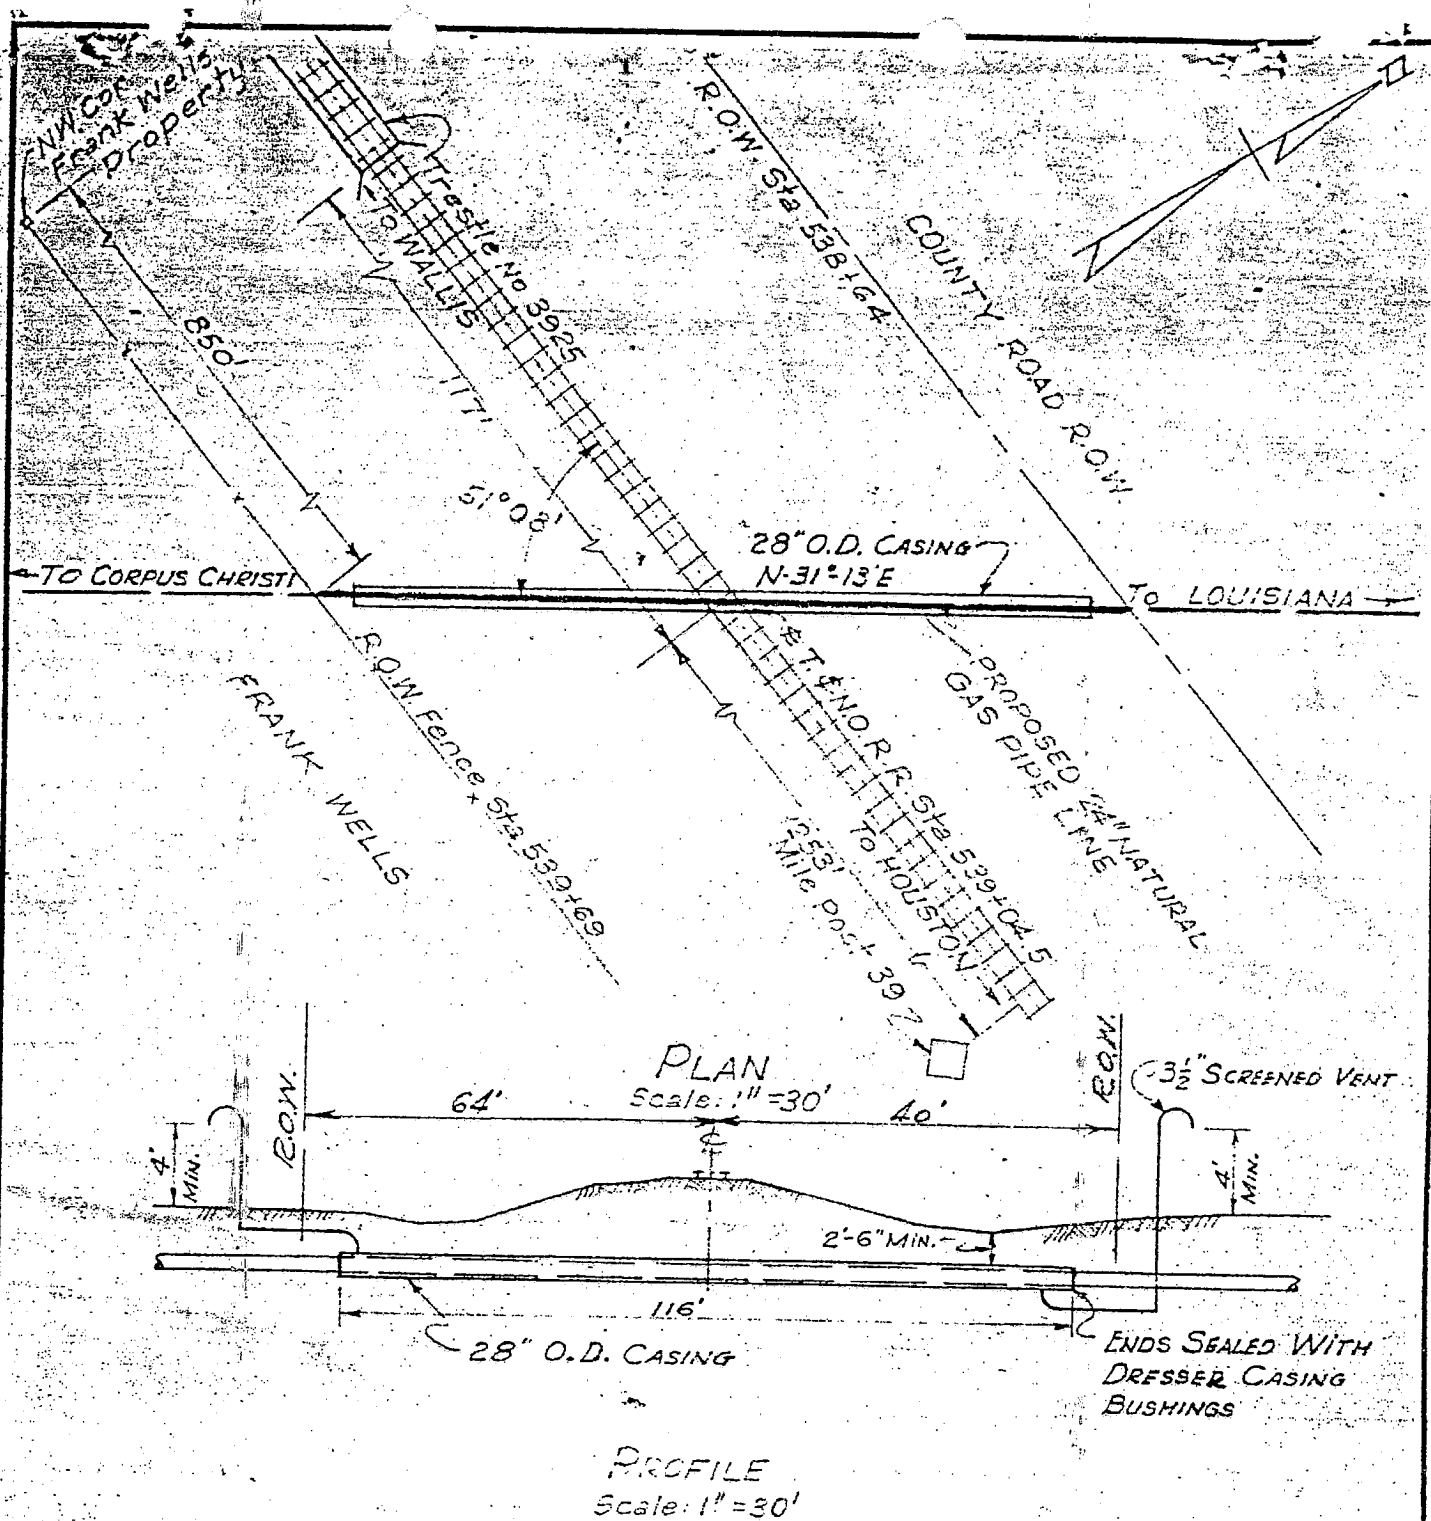 NW. Cor.
Frank Wells
Property
Trestle No 3925
To WALLIS
R.O.W. Sta 538+64
COUNTY ROAD R.O.W.
850'
1171'
51°08'
28" O.D. CASING
N-31°-13'E
TO CORPUS CHRISTI
To LOUISIANA
R.O.W. Fence x Sta. 539+69
FRANK WELLS
℄ T. & N.O. R.R. Sta. 539+04.5
To HOUSTON
PROPOSED 24" NATURAL
GAS PIPE LINE
1253'
Mile Post 39
PLAN
Scale: 1" = 30'
R.O.W.
64'
40'
R.O.W.
3½" SCREENED VENT
4'
MIN.
℄
4'
MIN.
2'-6" MIN.
116'
28" O.D. CASING
ENDS SEALED WITH
DRESSER CASING
BUSHINGS
PROFILE
Scale: 1" = 30'